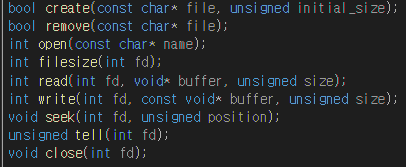 bool create(const char* file, unsigned initial_size);
bool remove(const char* file);
int open(const char* name);
int filesize(int fd);
int read(int fd, void* buffer, unsigned size);
int write(int fd, const void* buffer, unsigned size);
void seek(int fd, unsigned position);
unsigned tell(int fd);
void close(int fd);